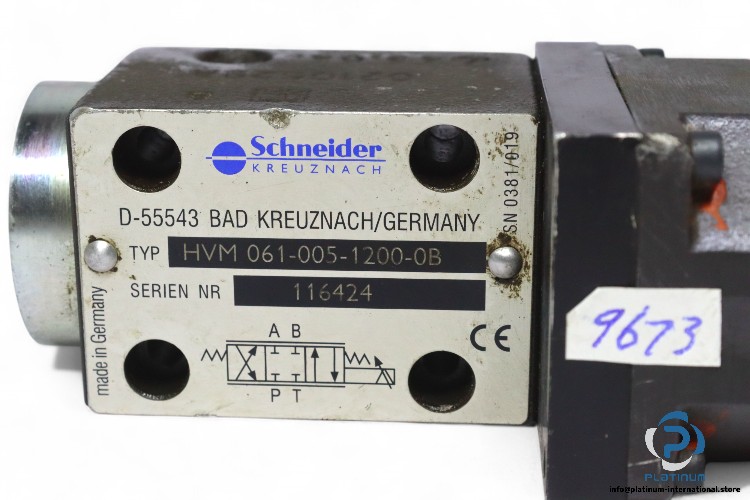 Schneider
KREUZNACH
D-55543 BAD KREUZNACH/GERMANY
TYP HVM 061-005-1200-0B
SERIEN NR 116424
SN 0381/019
made in Germany
A B
P T
CE
9673
PLATINUM
info@platinum-international.store